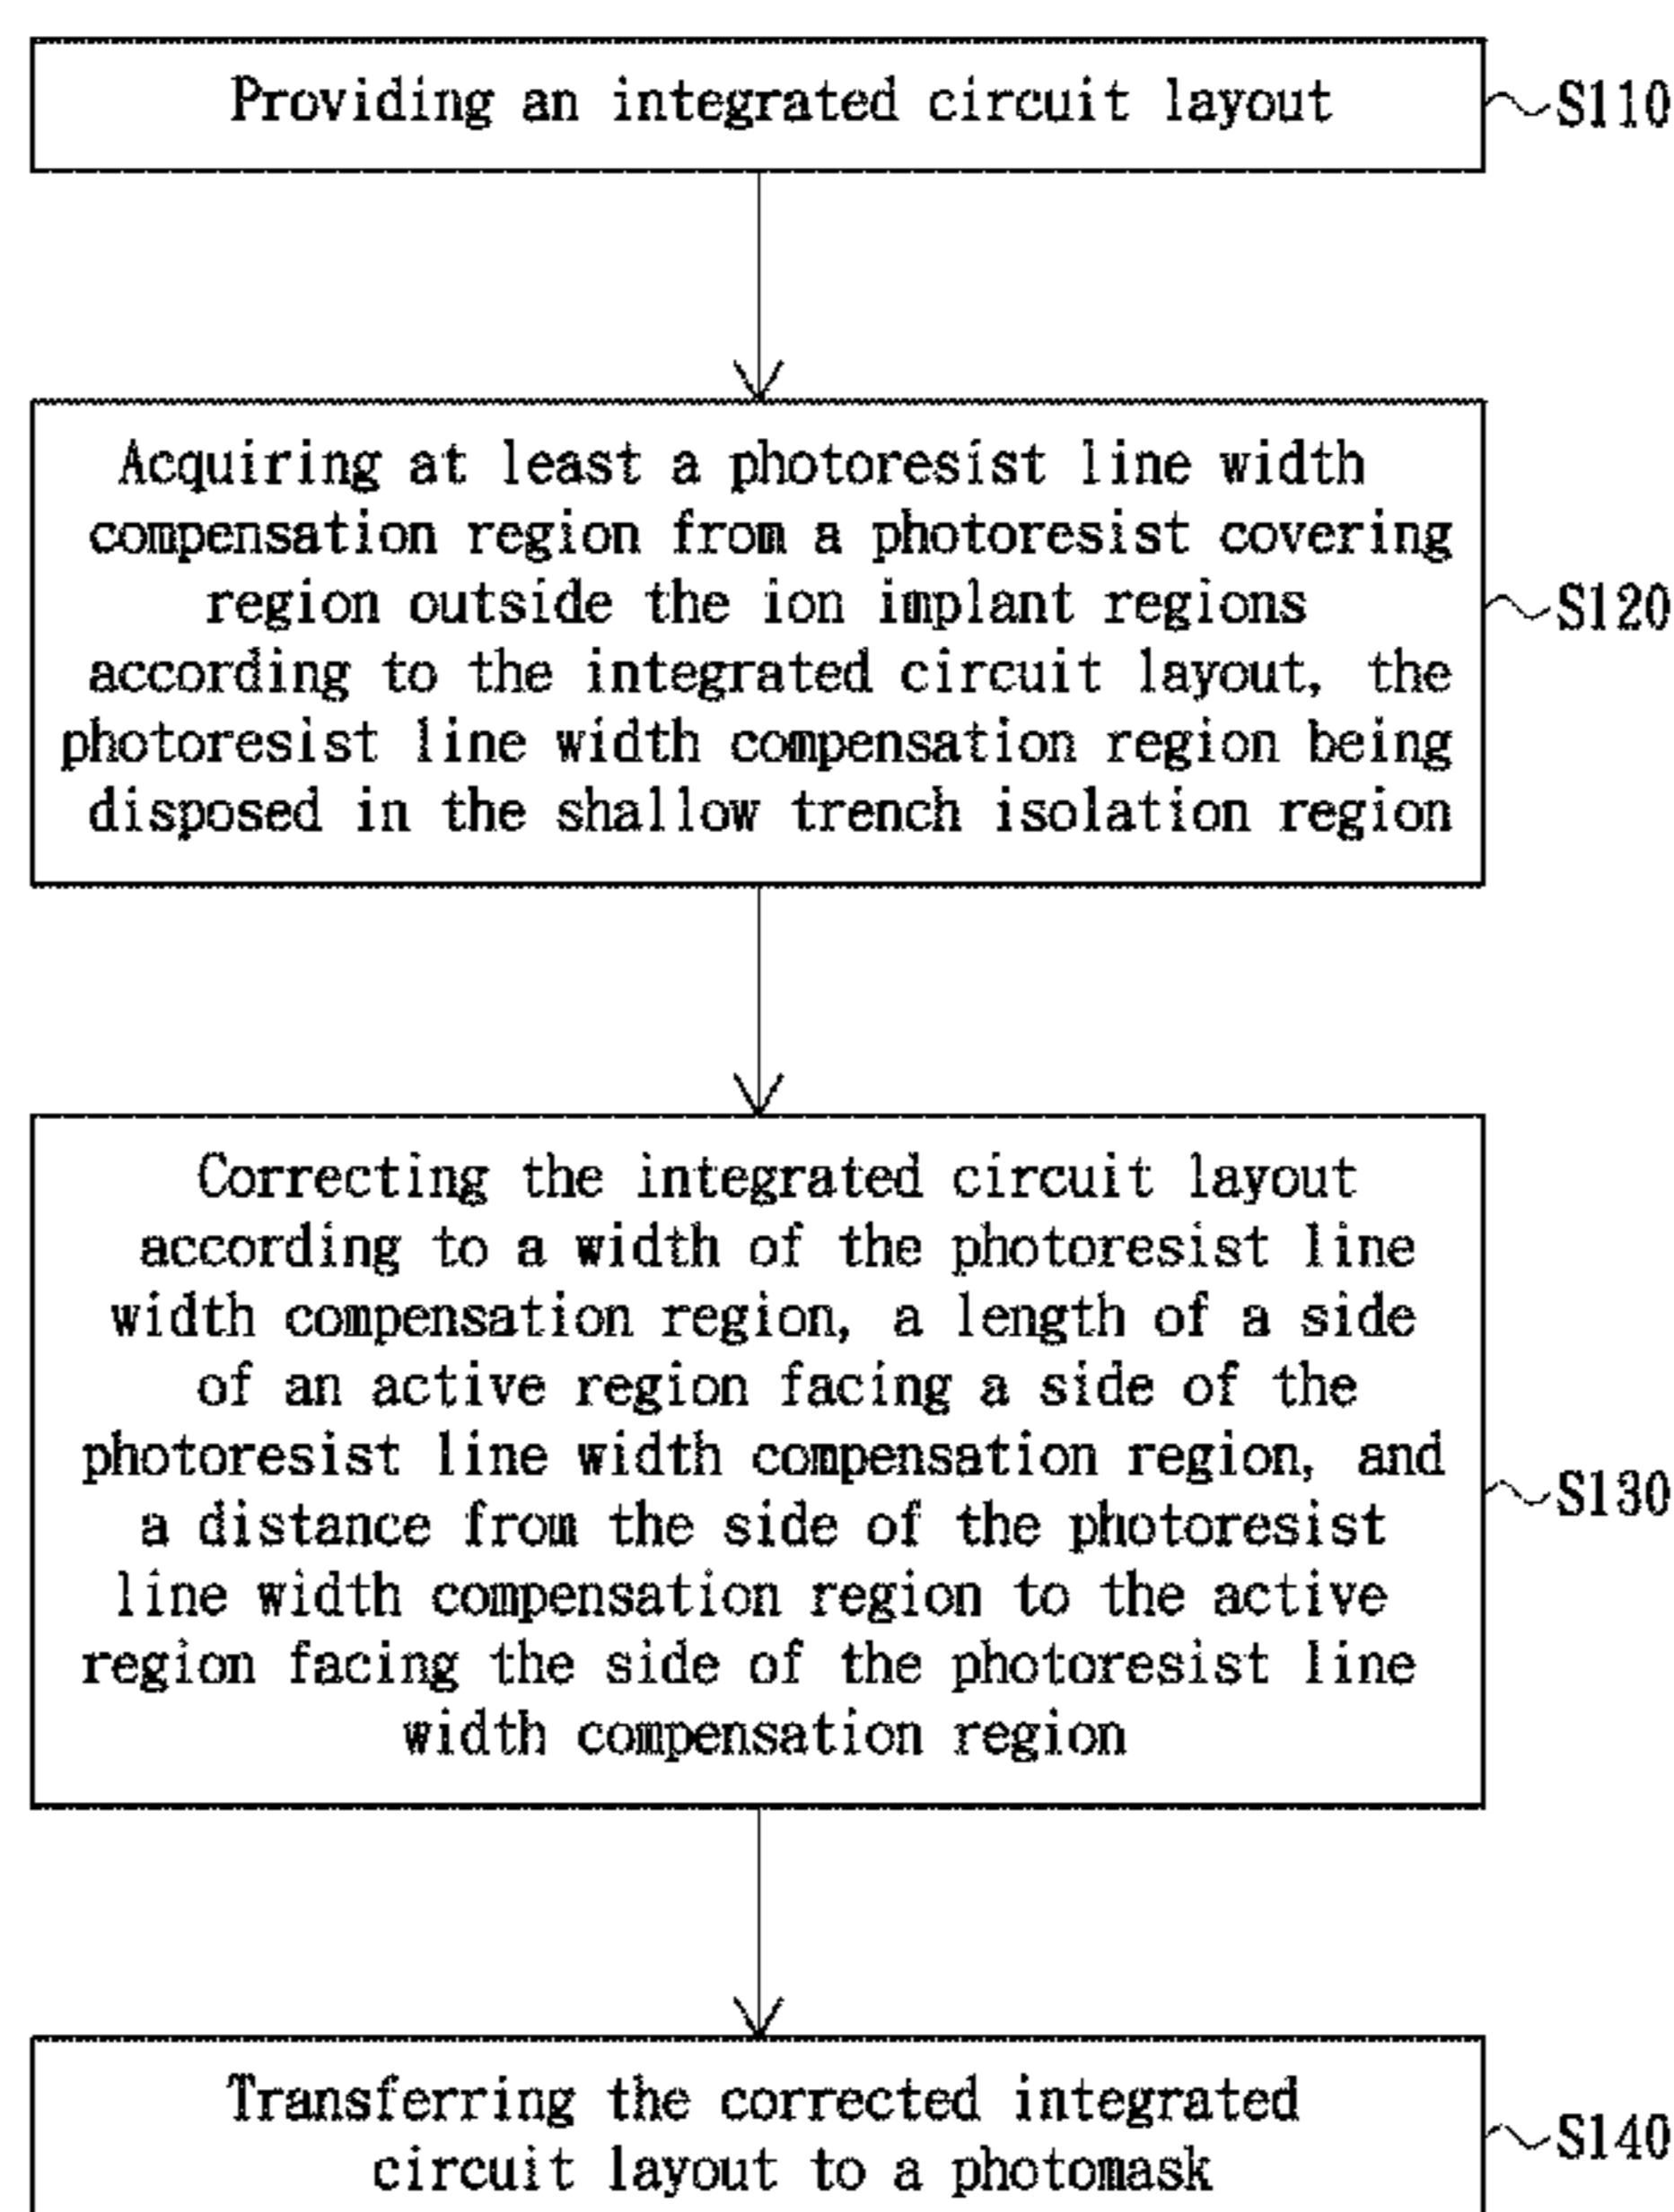 Providing an integrated circuit layout
S110
Acquiring at least a photoresist line width
compensation region from a photoresist covering
region outside the ion implant regions
according to the integrated circuit layout, the
photoresist line width compensation region being
disposed in the shallow trench isolation region
S120
Correcting the integrated circuit layout
according to a width of the photoresist line
width compensation region, a length of a side
of an active region facing a side of the
photoresist line width compensation region, and
a distance from the side of the photoresist
line width compensation region to the active
region facing the side of the photoresist line
width compensation region
S130
Transferring the corrected integrated
circuit layout to a photomask
S140